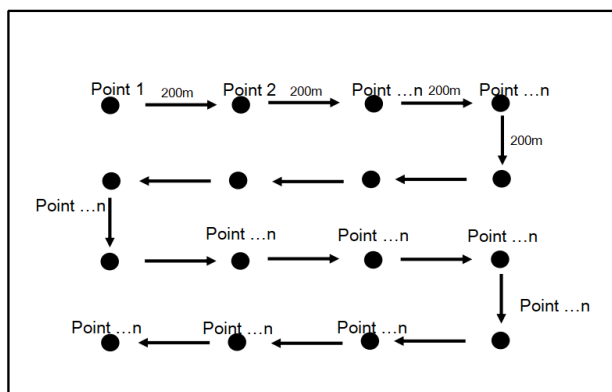 Point 1 Point 2 Point …n Point …n
200m 200m 200m
200m
Point …n
Point …n Point …n Point …n
Point …n
Point …n Point …n Point …n